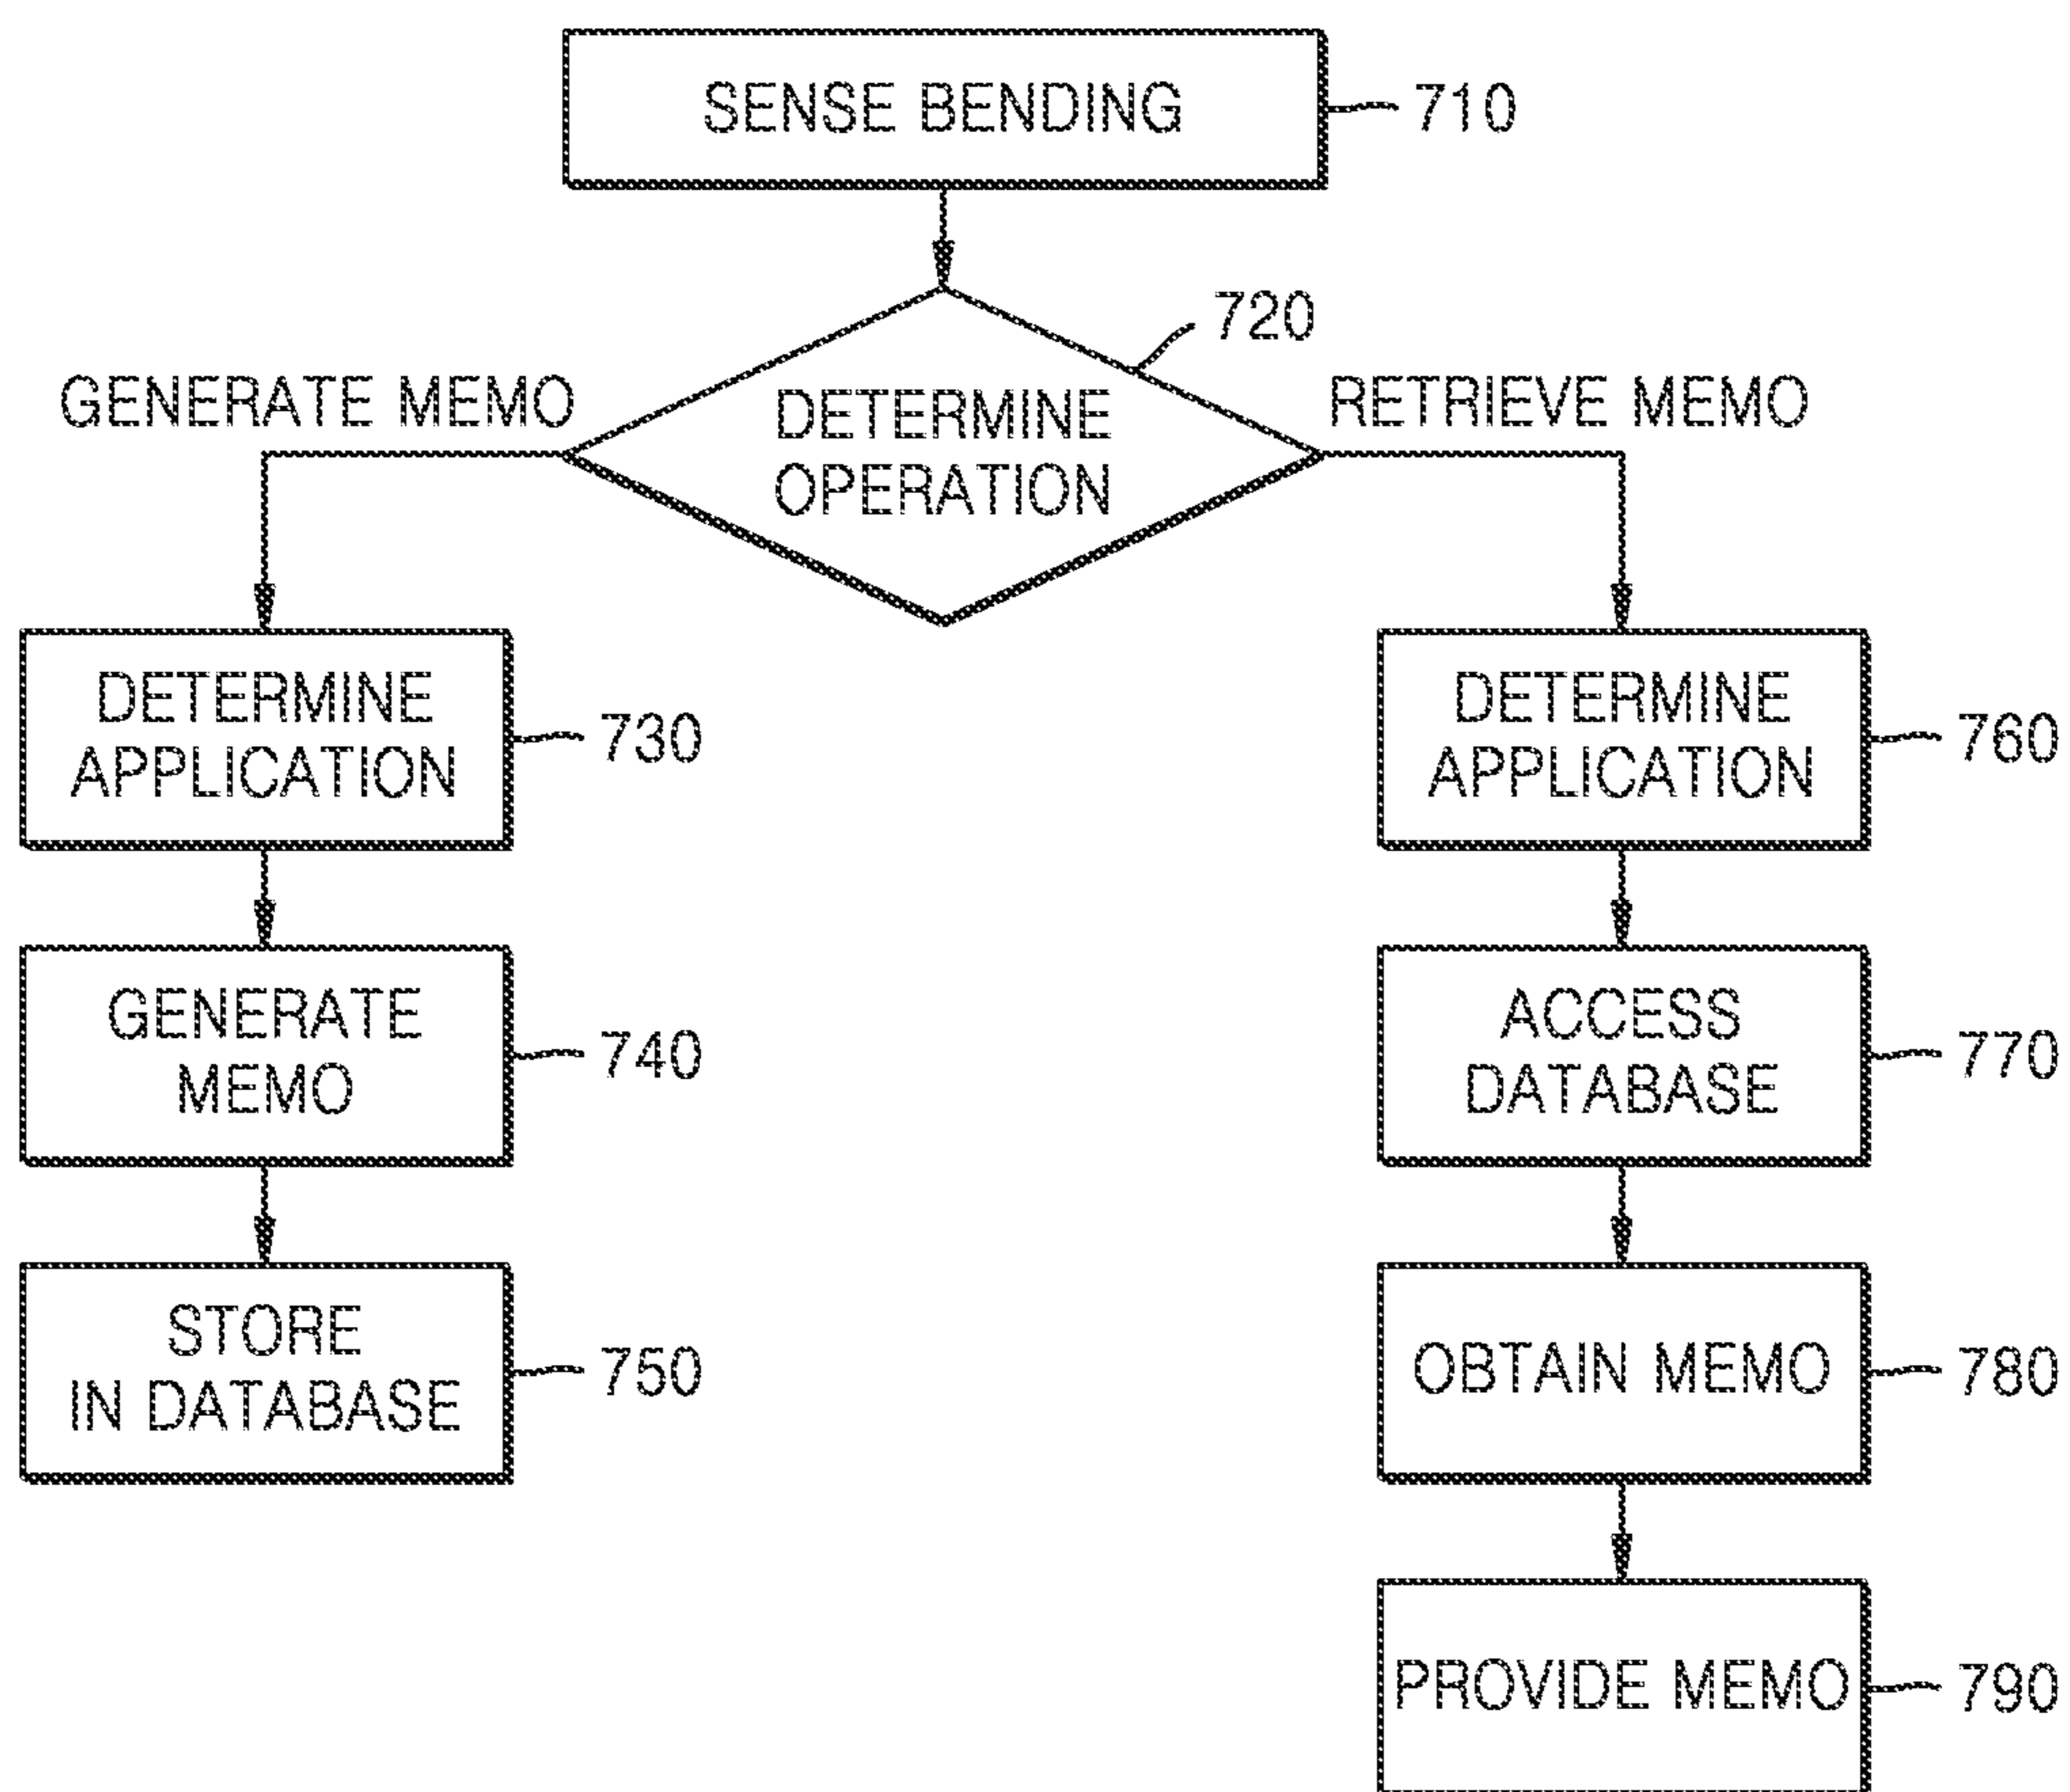 SENSE BENDING
710
720
GENERATE MEMO
DETERMINE
OPERATION
RETRIEVE MEMO
DETERMINE
APPLICATION
730
DETERMINE
APPLICATION
760
GENERATE
MEMO
740
ACCESS
DATABASE
770
STORE
IN DATABASE
750
OBTAIN MEMO
780
PROVIDE MEMO
790